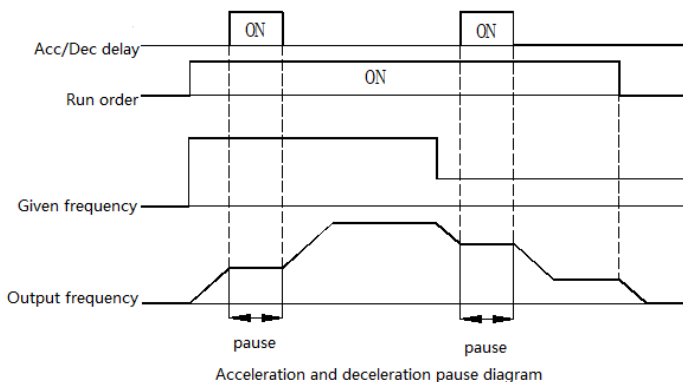 ON ON
Acc/Dec delay
ON
Run order
Given frequency
Output frequency
pause pause
Acceleration and deceleration pause diagram